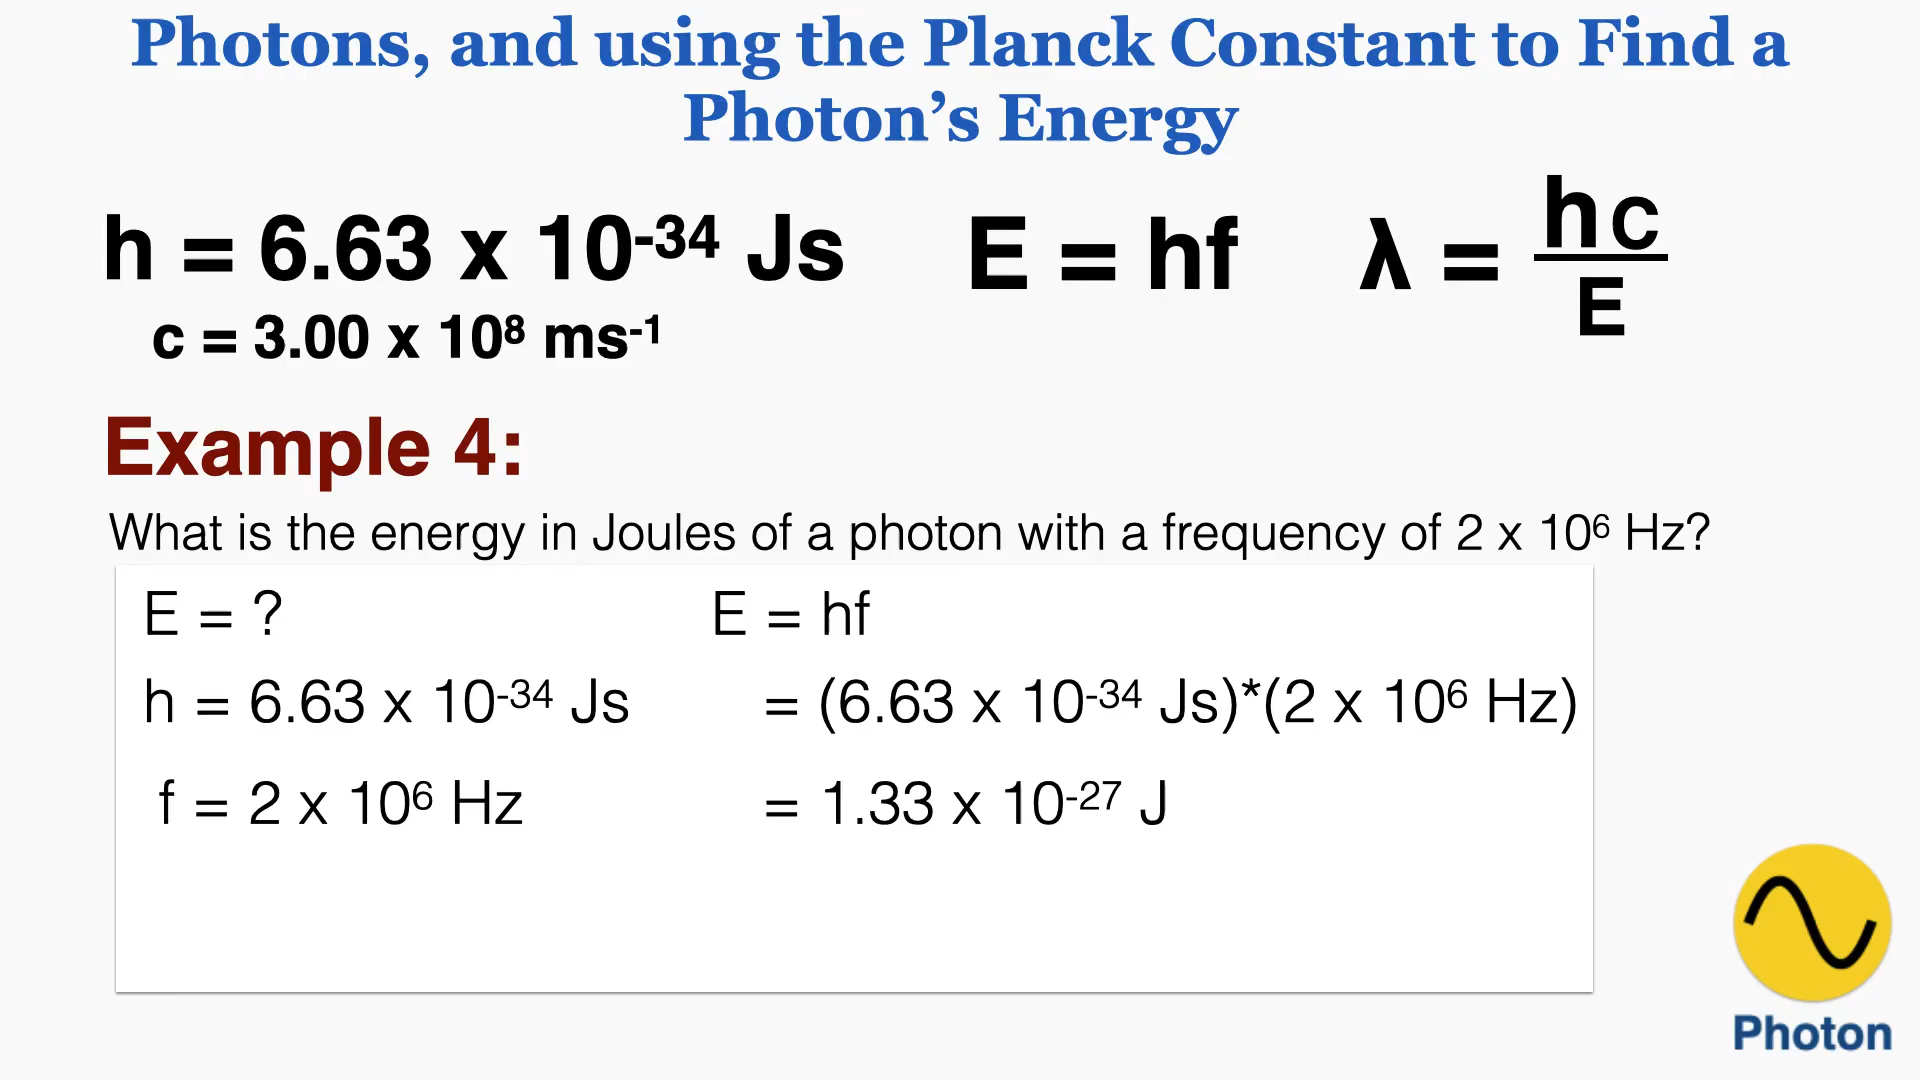 Photons, and using the Planck Constant to Find a
Photon’s Energy
h = 6.63 x 10⁻³⁴ Js
E = hf
λ = hc/E
c = 3.00 x 10⁸ ms⁻¹
Example 4:
What is the energy in Joules of a photon with a frequency of 2 x 10⁶ Hz?
E = ?
E = hf
h = 6.63 x 10⁻³⁴ Js
= (6.63 x 10⁻³⁴ Js)*(2 x 10⁶ Hz)
f = 2 x 10⁶ Hz
= 1.33 x 10⁻²⁷ J
Photon